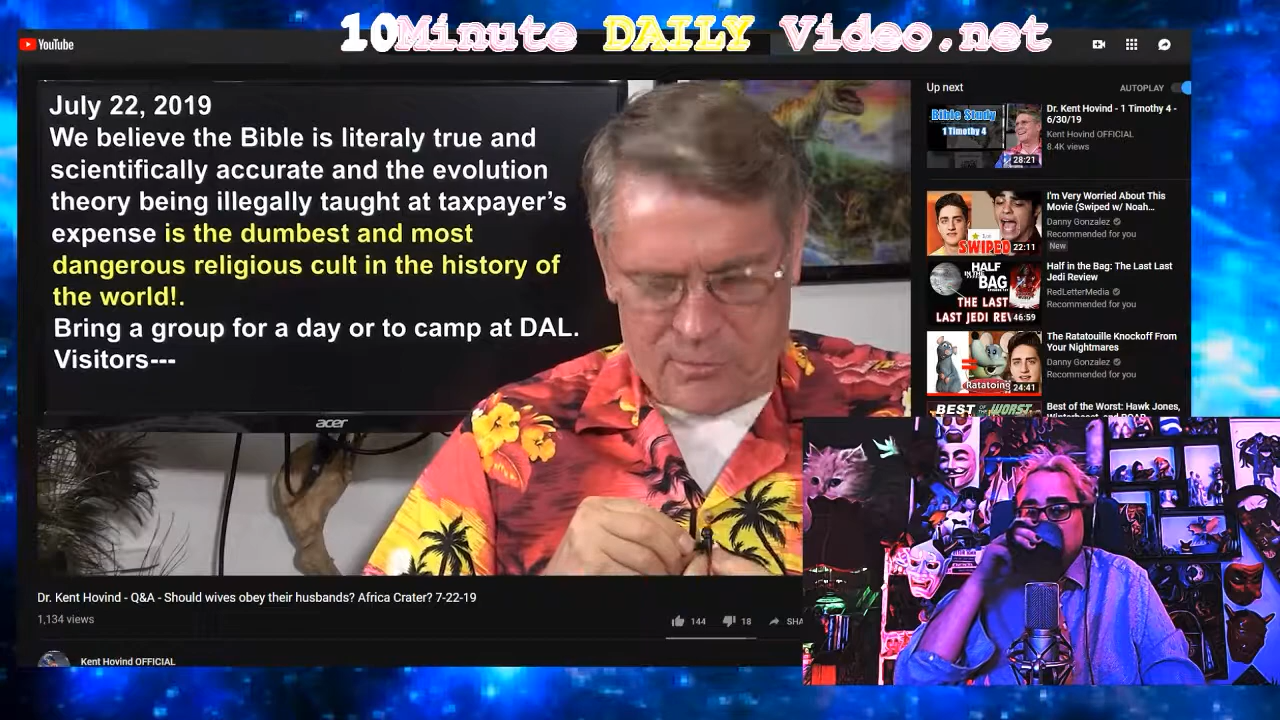 10Minute DAILY Video.net
YouTube
July 22, 2019
We believe the Bible is literaly true and
scientifically accurate and the evolution
theory being illegally taught at taxpayer’s
expense is the dumbest and most
dangerous religious cult in the history of
the world!.
Bring a group for a day or to camp at DAL.
Visitors---
acer
Dr. Kent Hovind - Q&A - Should wives obey their husbands? Africa Crater? 7-22-19
1,134 views
144
18
SHA
Kent Hovind OFFICIAL
Up next
AUTOPLAY
Bible Study
1 Timothy 4
28:21
Dr. Kent Hovind - 1 Timothy 4 -
6/30/19
Kent Hovind OFFICIAL
8.4K views
SWIPED
22:11
I'm Very Worried About This
Movie (Swiped w/ Noah...
Danny Gonzalez
Recommended for you
New
HALF
IN THE
BAG
THE LAST
LAST JEDI REV
46:59
Half in the Bag: The Last Last
Jedi Review
RedLetterMedia
Recommended for you
Ratatoing
24:41
The Ratatouille Knockoff From
Your Nightmares
Danny Gonzalez
Recommended for you
BEST OF THE WORST
Best of the Worst: Hawk Jones,